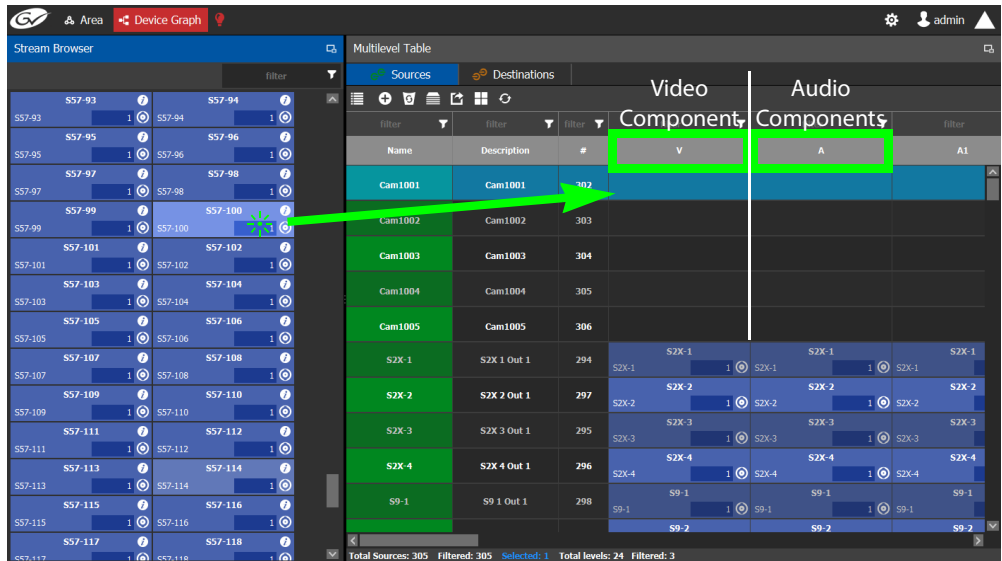 GV Area Device Graph admin
Stream Browser
Multilevel Table
filter
Sources Destinations
Video Components Audio Components
filter filter filter filter
Name Description # V A A1
S57-93 S57-94
S57-93 1 S57-94 1
S57-95 S57-96
S57-95 1 S57-96 1
S57-97 S57-98
S57-97 1 S57-98 1
S57-99 S57-100
S57-99 1 S57-100 1
S57-101 S57-102
S57-101 1 S57-102 1
S57-103 S57-104
S57-103 1 S57-104 1
S57-105 S57-106
S57-105 1 S57-106 1
S57-107 S57-108
S57-107 1 S57-108 1
S57-109 S57-110
S57-109 1 S57-110 1
S57-111 S57-112
S57-111 1 S57-112 1
S57-113 S57-114
S57-113 1 S57-114 1
S57-115 S57-116
S57-115 1 S57-116 1
S57-117 S57-118
S57-117 S57-118 1
Cam1001 Cam1001 302
Cam1002 Cam1002 303
Cam1003 Cam1003 304
Cam1004 Cam1004 305
Cam1005 Cam1005 306
S2X-1 S2X 1 Out 1 294 S2X-1 S2X-1 S2X-1
S2X-1 1 S2X-1 1 S2X-1
S2X-2 S2X 2 Out 1 297 S2X-2 S2X-2 S2X-2
S2X-2 1 S2X-2 1 S2X-2
S2X-3 S2X 3 Out 1 295 S2X-3 S2X-3 S2X-3
S2X-3 1 S2X-3 1 S2X-3
S2X-4 S2X 4 Out 1 296 S2X-4 S2X-4 S2X-4
S2X-4 1 S2X-4 1 S2X-4
S9-1 S9 1 Out 1 298 S9-1 S9-1 S9-1
S9-1 1 S9-1 1 S9-1
S9-2 S9-2 S9-2
Total Sources: 305 Filtered: 305 Selected: 1 Total levels: 24 Filtered: 3